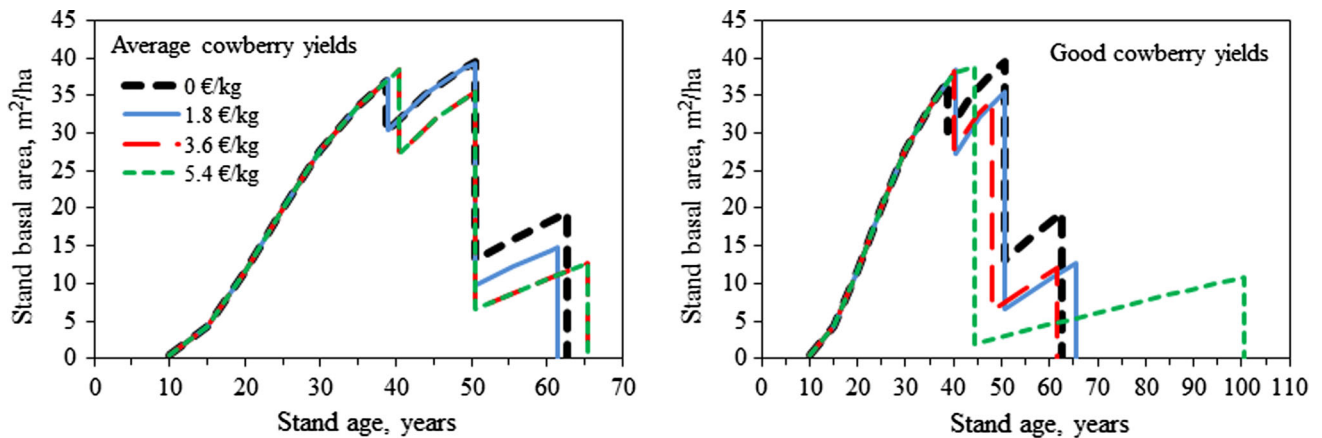 Stand basal area, m²/ha
45
40
35
30
25
20
15
10
5
0
Average cowberry yields
0 €/kg
1.8 €/kg
3.6 €/kg
5.4 €/kg
0 10 20 30 40 50 60 70
Stand age, years
Stand basal area, m²/ha
45
40
35
30
25
20
15
10
5
0
Good cowberry yields
0 10 20 30 40 50 60 70 80 90 100 110
Stand age, years